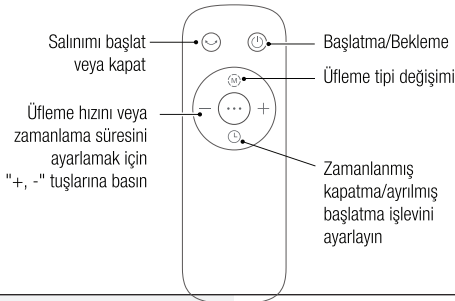 Salınımı başlat
veya kapat
Başlatma/Bekleme
Üfleme tipi değişimi
M
Üfleme hızını veya
zamanlama süresini
ayarlamak için
"+, -" tuşlarına basın
Zamanlanmış
kapatma/ayrılmış
başlatma işlevini
ayarlayın